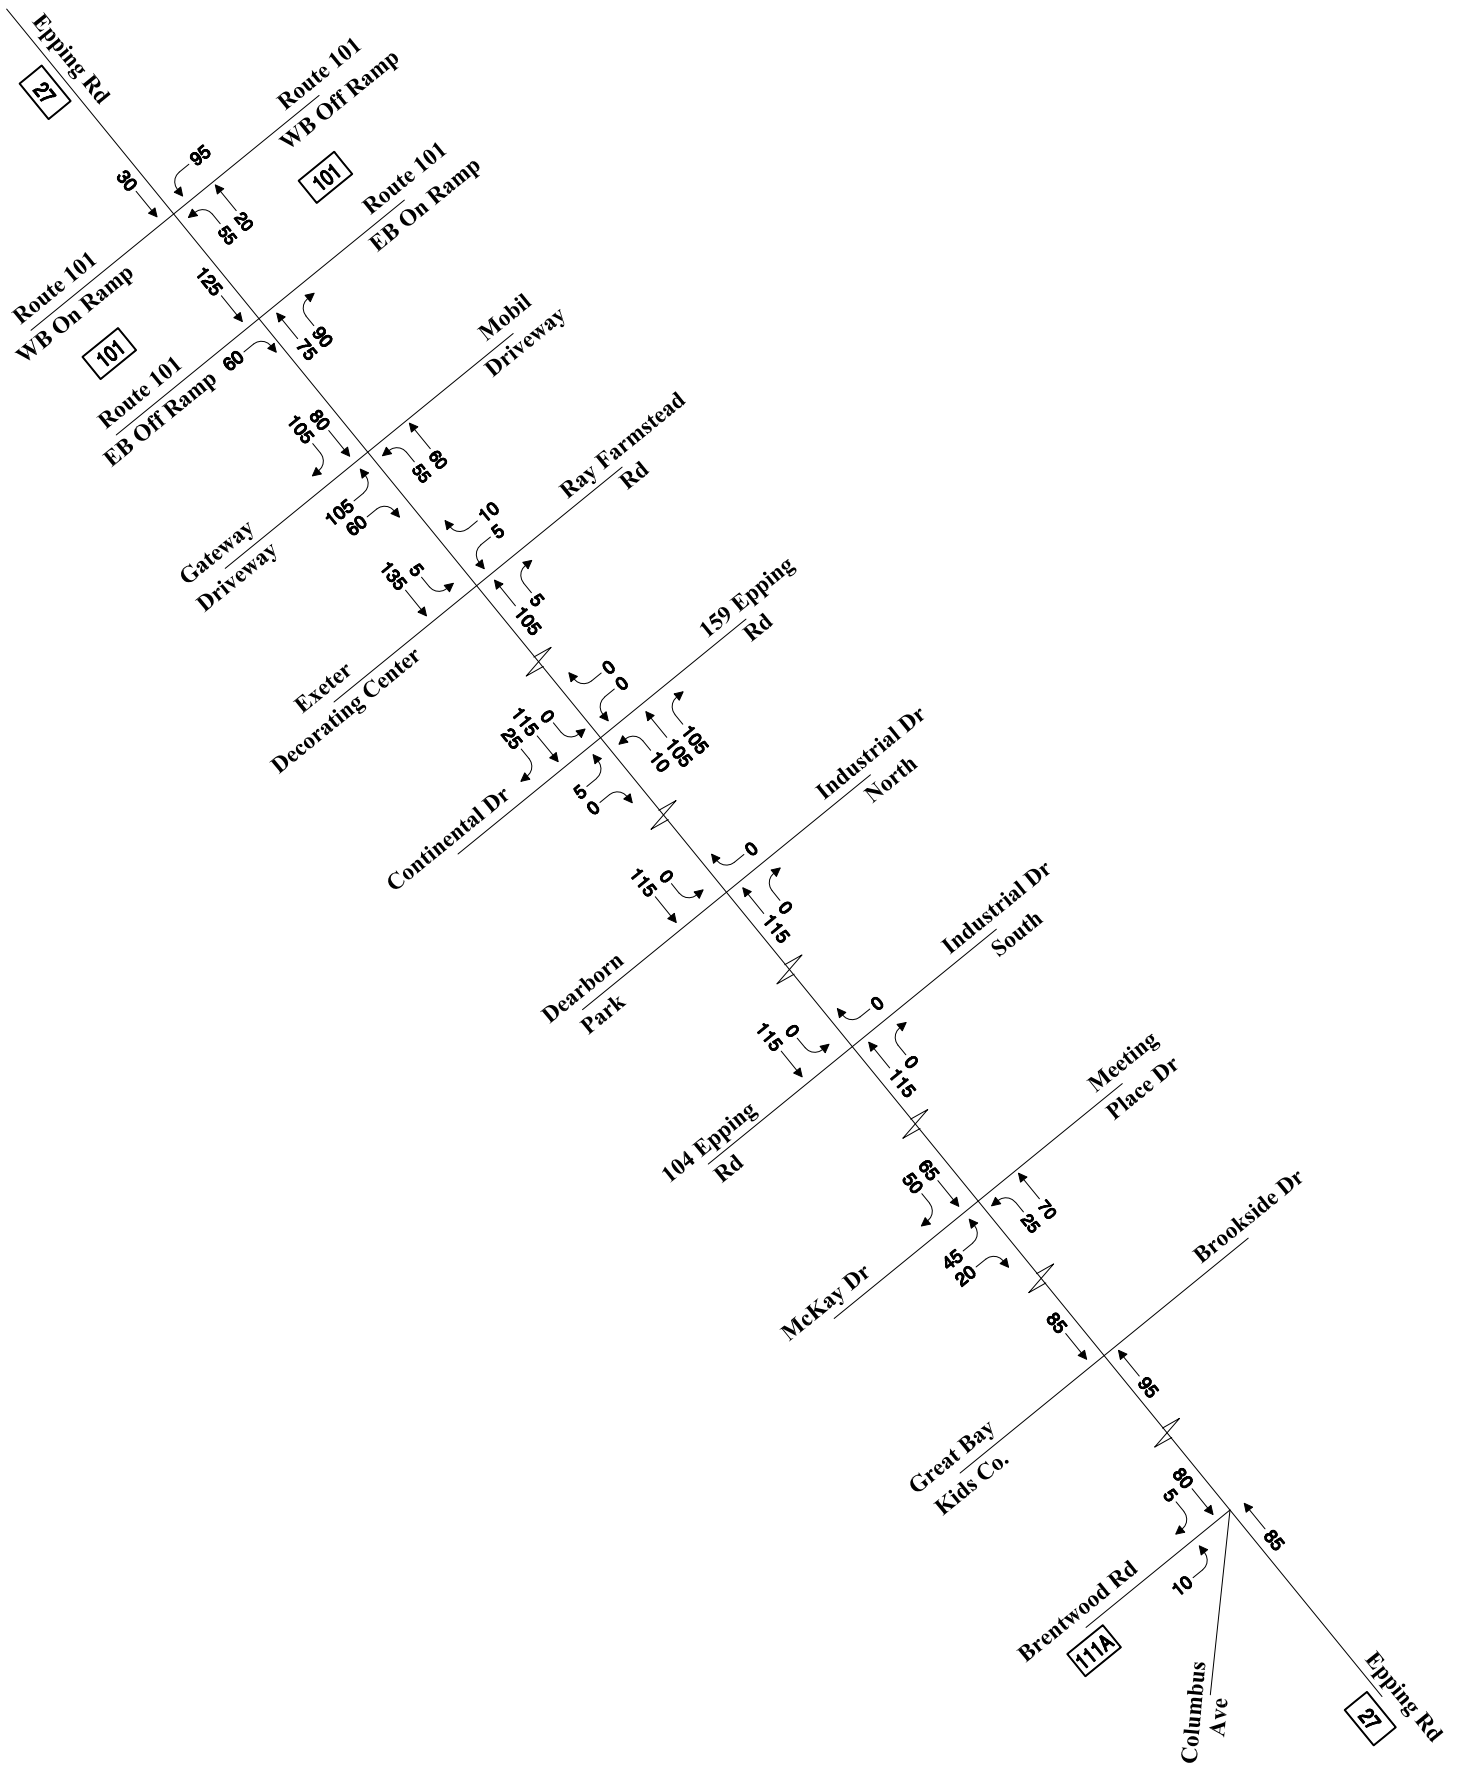 Epping Rd
27
Route 101
WB Off Ramp
95
30
20
55
101
Route 101
WB On Ramp
101
Route 101
EB On Ramp
125
90
75
60
Route 101
EB Off Ramp
Mobil
Driveway
80
105
60
55
105
60
Gateway
Driveway
Ray Farmstead
Rd
10
5
5
135
5
105
Exeter
Decorating Center
159 Epping
Rd
0
0
0
115
25
105
105
10
5
0
Continental Dr
Industrial Dr
North
0
0
115
0
115
Dearborn
Park
Industrial Dr
South
0
0
115
0
115
104 Epping
Rd
Meeting
Place Dr
65
50
70
25
45
20
McKay Dr
Brookside Dr
85
95
Great Bay
Kids Co.
80
5
85
10
Brentwood Rd
111A
Columbus
Ave
Epping Rd
27